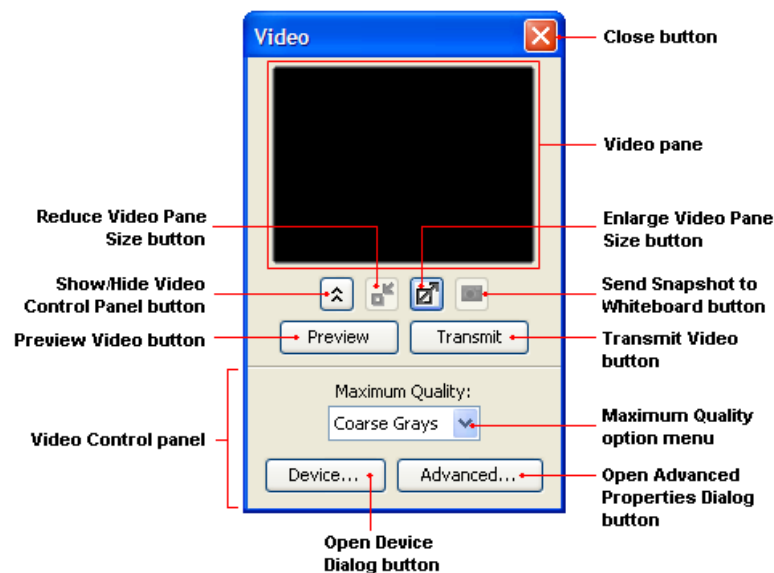 Video
Close button
Video pane
Reduce Video Pane
Size button
Enlarge Video Pane
Size button
Show/Hide Video
Control Panel button
Send Snapshot to
Whiteboard button
Preview Video button
Preview
Transmit
Transmit Video
button
Maximum Quality:
Coarse Grays
Maximum Quality
option menu
Video Control panel
Device...
Advanced...
Open Advanced
Properties Dialog
button
Open Device
Dialog button